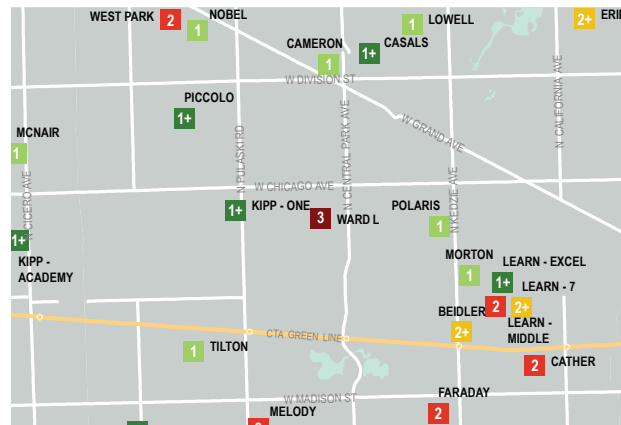 WEST PARK
2
NOBEL
1
LOWELL
1
2+
CAMERON
1
1+
CASALS
W DIVISION ST
PICCOLO
1+
N CALIFORNIA AVE
W GRAND AVE
MCNAIR
1
N PULASKI RD
N CENTRAL PARK AVE
N CICERO AVE
W CHICAGO AVE
N KEDZIE AVE
1+
KIPP - ONE
3
WARD L
POLARIS
1
1+
KIPP -
ACADEMY
MORTON
1
LEARN - EXCEL
1+
LEARN - 7
2
2+
BEIDLER
2+
LEARN -
MIDDLE
CTA GREEN LINE
TILTON
1
2
CATHER
W MADISON ST
FARADAY
2
MELODY
2